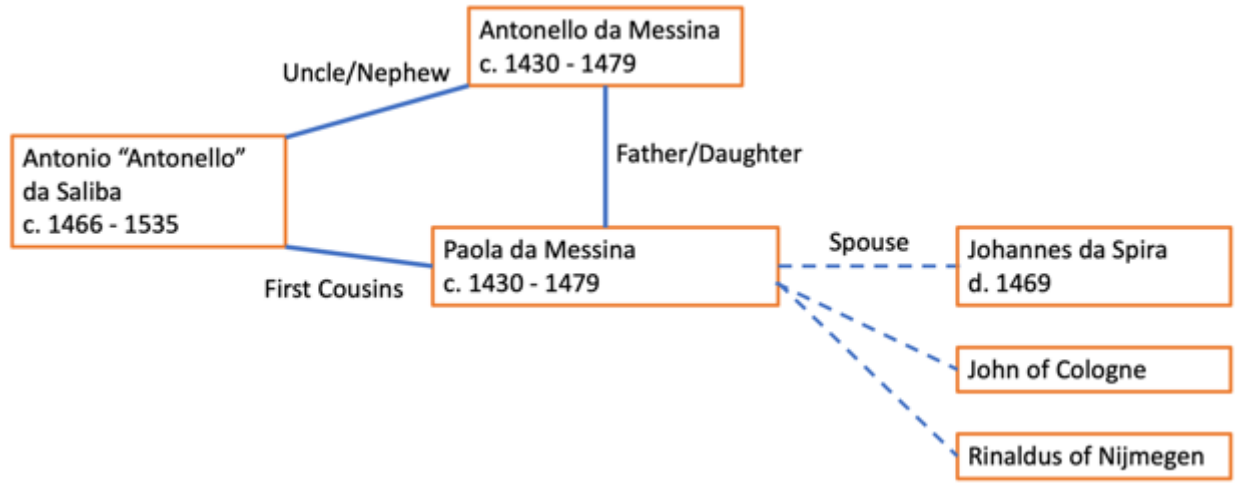 Antonello da Messina
c. 1430 - 1479
Uncle/Nephew
Antonio “Antonello”
da Saliba
c. 1466 - 1535
Father/Daughter
First Cousins
Paola da Messina
c. 1430 - 1479
Spouse
Johannes da Spira
d. 1469
John of Cologne
Rinaldus of Nijmegen